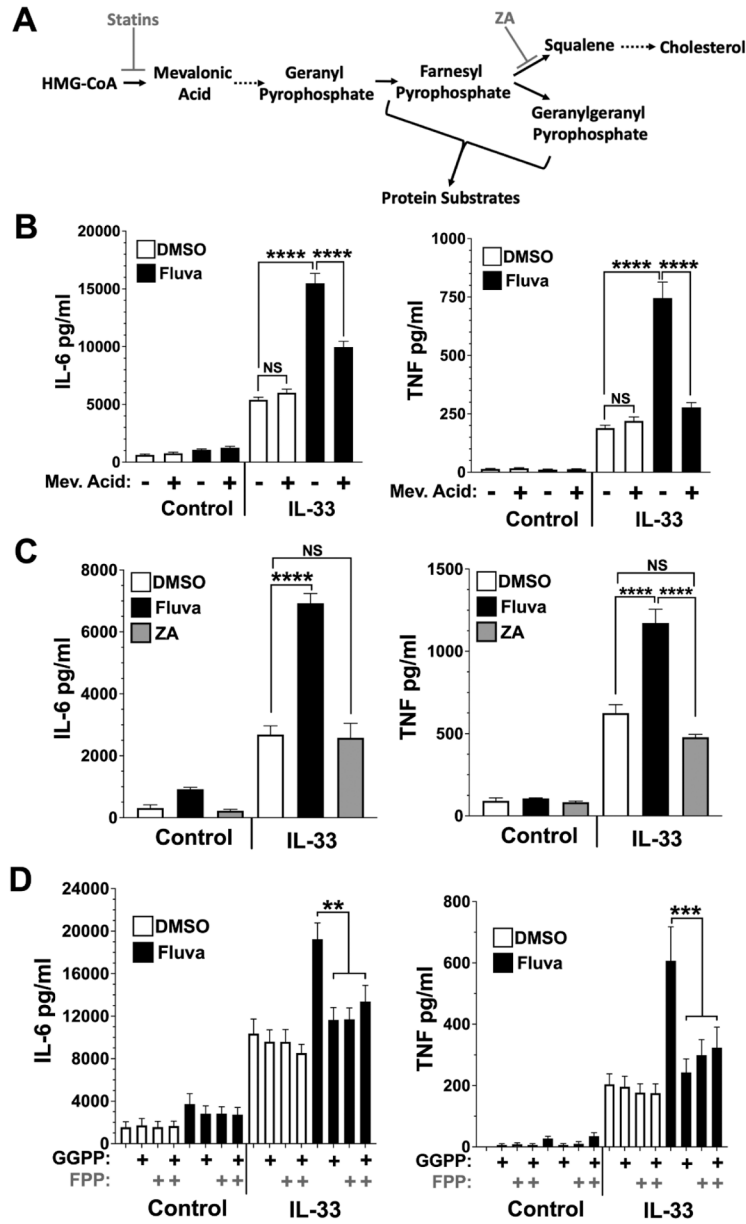 A
Statins
ZA
HMG-CoA
Mevalonic
Acid
Geranyl
Pyrophosphate
Farnesyl
Pyrophosphate
Squalene
Cholesterol
Geranylgeranyl
Pyrophosphate
Protein Substrates
B
IL-6 pg/ml
20000
15000
10000
5000
0
DMSO
Fluva
NS
**** ****
Mev. Acid: - + - + - + - +
Control IL-33
TNF pg/ml
1000
750
500
250
0
DMSO
Fluva
NS
**** ****
Mev. Acid: - + - + - + - +
Control IL-33
C
IL-6 pg/ml
8000
6000
4000
2000
0
DMSO
Fluva
ZA
NS
****
Control IL-33
TNF pg/ml
1500
1000
500
0
DMSO
Fluva
ZA
NS
**** ****
Control IL-33
D
IL-6 pg/ml
24000
20000
16000
12000
8000
4000
0
DMSO
Fluva
**
GGPP: + + + + + + + +
FPP: + + + + + + + +
Control IL-33
TNF pg/ml
800
600
400
200
0
DMSO
Fluva
***
GGPP: + + + + + + + +
FPP: + + + + + + + +
Control IL-33